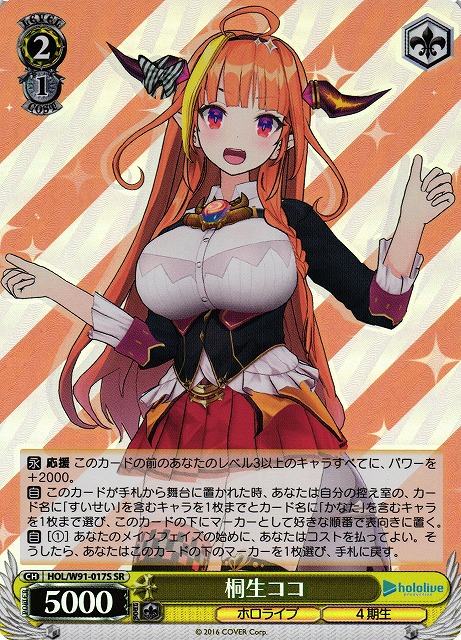 LEVEL
2
1
COST
永 応援 このカードの前のあなたのレベル3以上のキャラすべてに、パワーを
+2000。
自 このカードが手札から舞台に置かれた時、あなたは自分の控え室の、カー
ド名に「すいせい」を含むキャラを1枚までとカード名に「かなた」を含むキャラ
を1枚まで選び、このカードの下にマーカーとして好きな順番で表向きに置く。
自 [①] あなたのメインフェイズの始めに、あなたはコストを払ってよい。そ
うしたら、あなたはこのカードの下のマーカーを1枚選び、手札に戻す。
CH HOL/W91-017S SR
POWER
5000
SOUL
桐生ココ
hololive
production
ホロライブ
4期生
© 2016 COVER Corp.